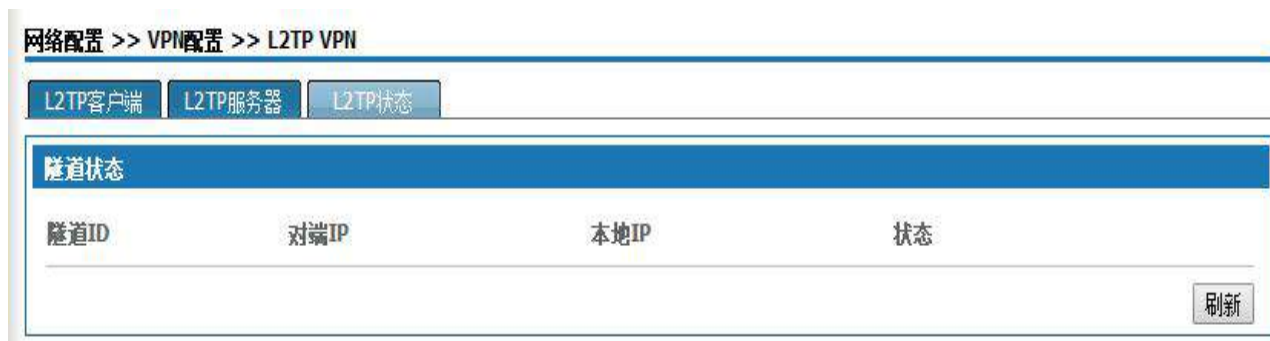 网络配置 >> VPN配置 >> L2TP VPN
L2TP客户端 L2TP服务器 L2TP状态
隧道状态
隧道ID 对端IP 本地IP 状态
刷新